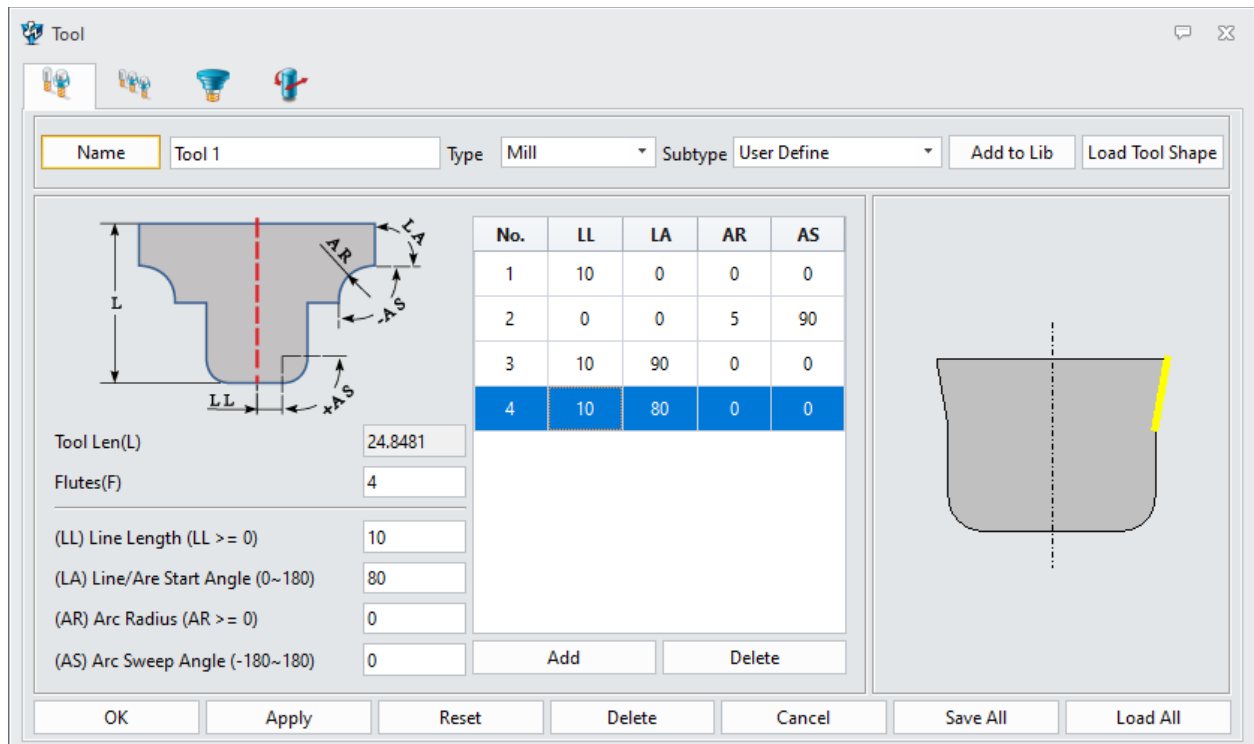 Tool
Name Tool 1 Type Mill Subtype User Define Add to Lib Load Tool Shape
LA
AR
L
-AS
LL
+AS
No. LL LA AR AS
1 10 0 0 0
2 0 0 5 90
3 10 90 0 0
4 10 80 0 0
Tool Len(L) 24.8481
Flutes(F) 4
(LL) Line Length (LL >= 0) 10
(LA) Line/Are Start Angle (0~180) 80
(AR) Arc Radius (AR >= 0) 0
(AS) Arc Sweep Angle (-180~180) 0
Add Delete
OK Apply Reset Delete Cancel Save All Load All